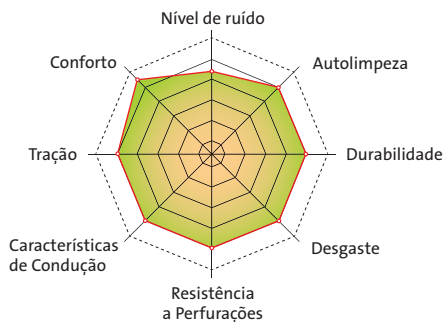 Nível de ruído
Conforto
Autolimpeza
Tração
Durabilidade
Características
de Condução
Desgaste
Resistência
a Perfurações